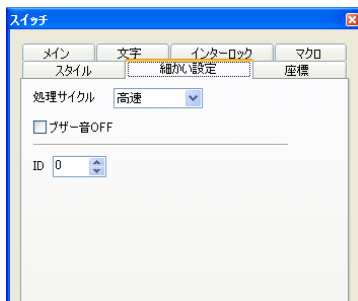 スイッチ
メイン 文字 インターロック マクロ
スタイル 細かい設定 座標
処理サイクル 高速
ブザー音OFF
ID 0